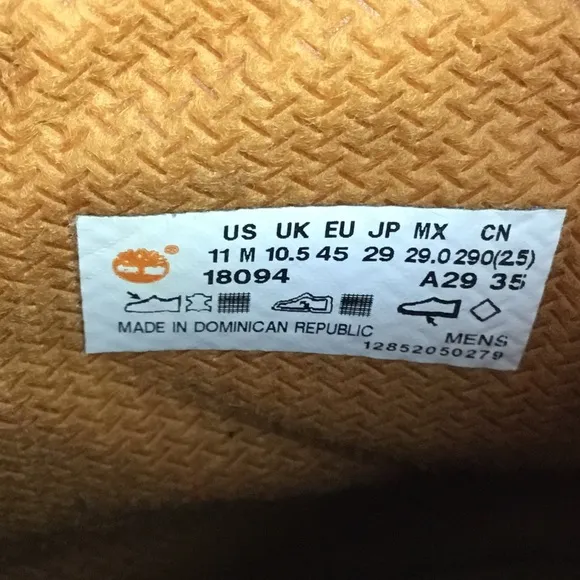 US UK EU JP MX CN
11 M 10.5 45 29 29.0 290(2.5)
18094 A29 35
MADE IN DOMINICAN REPUBLIC MENS
12852050279